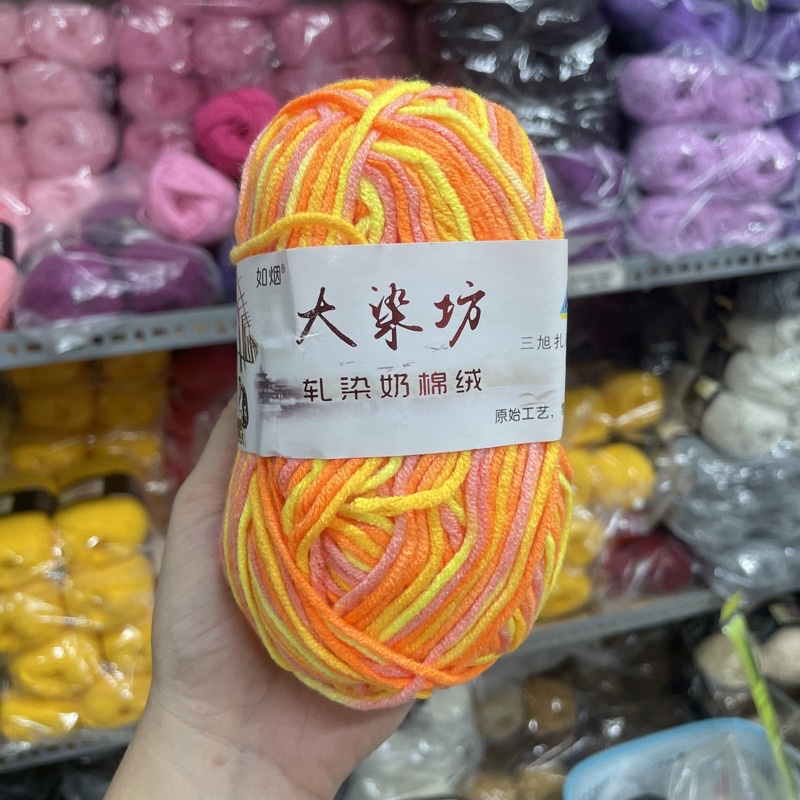 如烟®
大染坊
三旭扎
轧染奶棉绒
原始工艺,